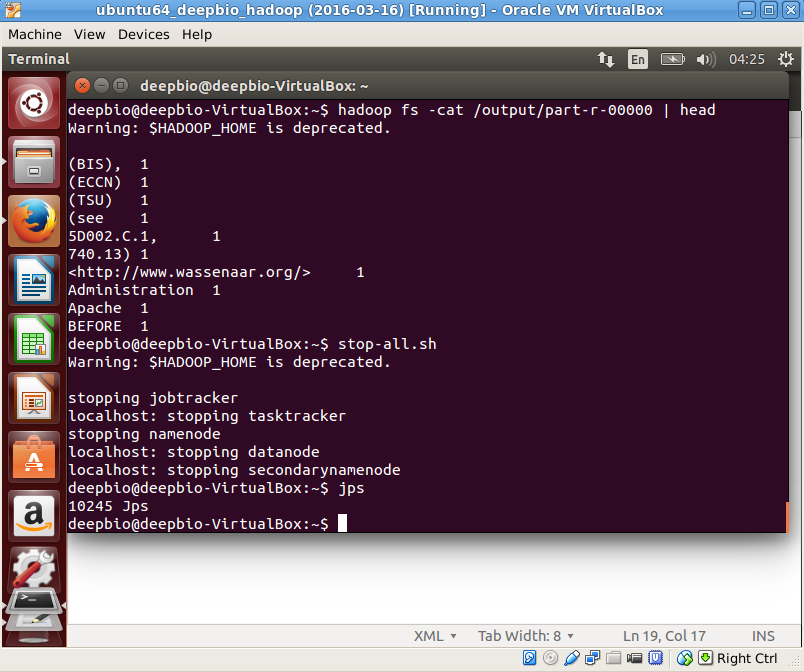 ubuntu64_deepbio_hadoop (2016-03-16) [Running] - Oracle VM VirtualBox
Machine View Devices Help
Terminal En 04:25
deepbio@deepbio-VirtualBox: ~
deepbio@deepbio-VirtualBox:~$ hadoop fs -cat /output/part-r-00000 | head
Warning: $HADOOP_HOME is deprecated.
(BIS), 1
(ECCN) 1
(TSU) 1
(see 1
5D002.C.1, 1
740.13) 1
<http://www.wassenaar.org/> 1
Administration 1
Apache 1
BEFORE 1
deepbio@deepbio-VirtualBox:~$ stop-all.sh
Warning: $HADOOP_HOME is deprecated.
stopping jobtracker
localhost: stopping tasktracker
stopping namenode
localhost: stopping datanode
localhost: stopping secondarynamenode
deepbio@deepbio-VirtualBox:~$ jps
10245 Jps
deepbio@deepbio-VirtualBox:~$
XML Tab Width: 8 Ln 19, Col 17 INS
Right Ctrl